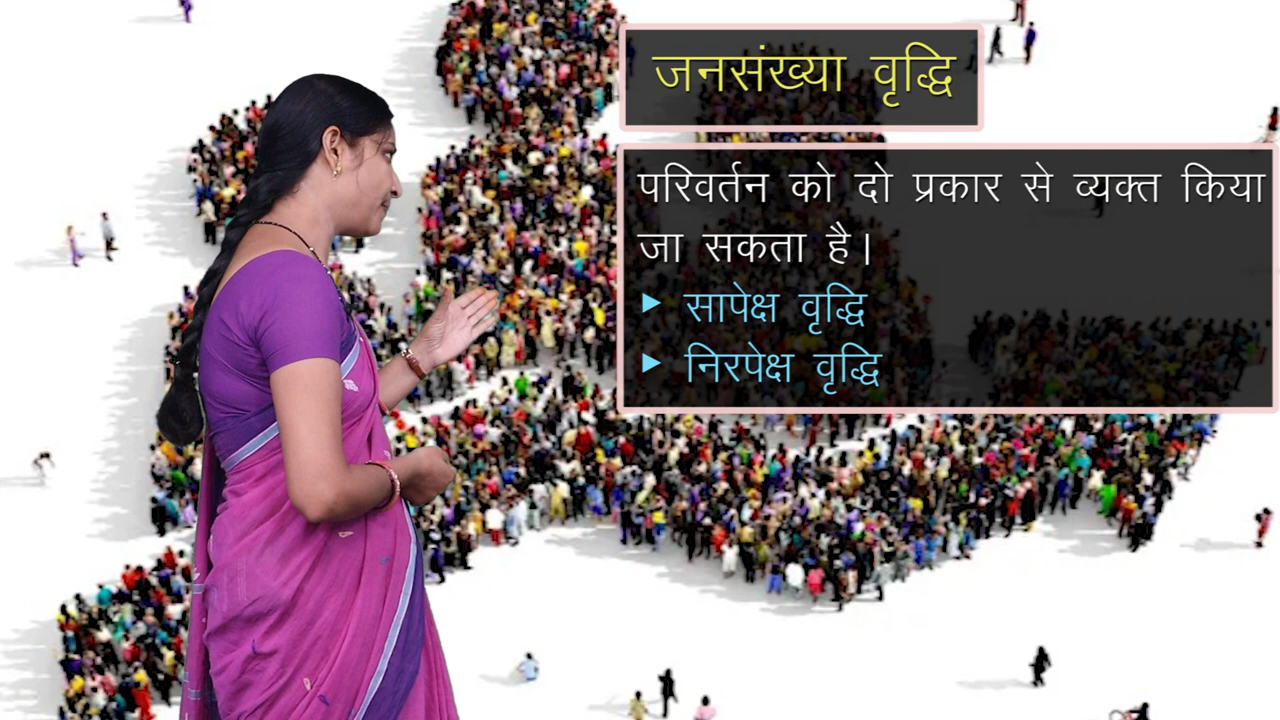 जनसंख्या वृद्धि
परिवर्तन को दो प्रकार से व्यक्त किया
जा सकता है।
▸ सापेक्ष वृद्धि
▸ निरपेक्ष वृद्धि